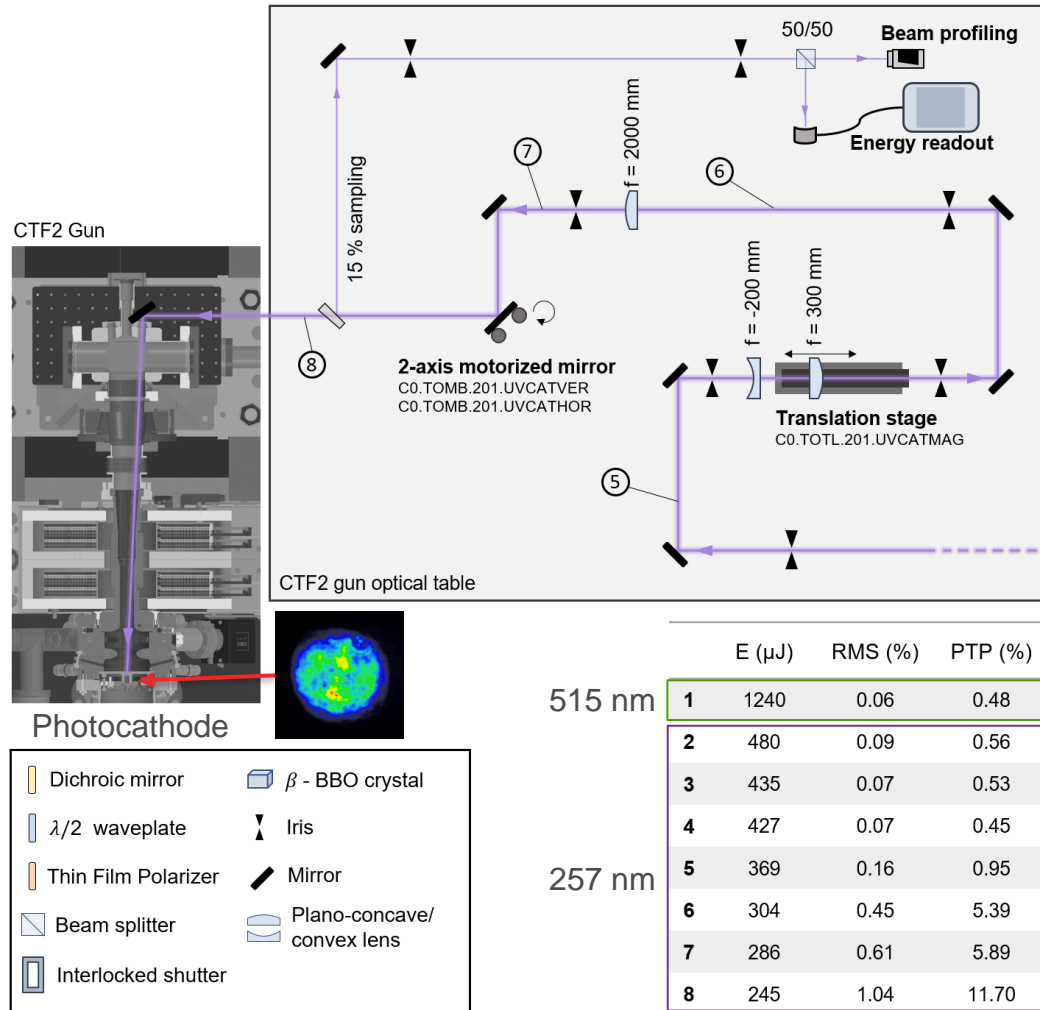 50/50
Beam profiling
Energy readout
15 % sampling
7
f = 2000 mm
6
CTF2 Gun
8
2-axis motorized mirror
C0.TOMB.201.UVCATVER
C0.TOMB.201.UVCATHOR
f = -200 mm
f = 300 mm
Translation stage
C0.TOTL.201.UVCATMAG
5
CTF2 gun optical table
Photocathode
Dichroic mirror
β - BBO crystal
λ/2 waveplate
Iris
Thin Film Polarizer
Mirror
Beam splitter
Plano-concave/
convex lens
Interlocked shutter
E (μJ) RMS (%) PTP (%)
515 nm
1 1240 0.06 0.48
2 480 0.09 0.56
3 435 0.07 0.53
4 427 0.07 0.45
257 nm
5 369 0.16 0.95
6 304 0.45 5.39
7 286 0.61 5.89
8 245 1.04 11.70